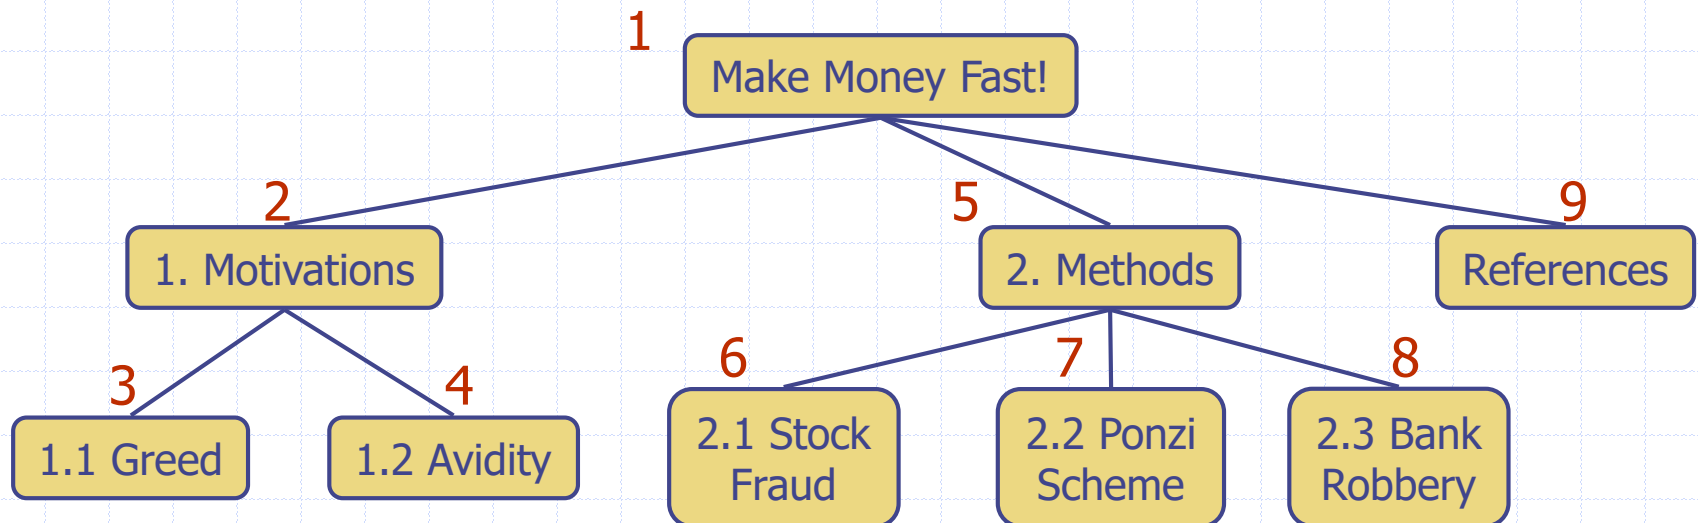 1
Make Money Fast!
2
5
9
1. Motivations
2. Methods
References
3
4
6
7
8
1.1 Greed
1.2 Avidity
2.1 Stock
Fraud
2.2 Ponzi
Scheme
2.3 Bank
Robbery